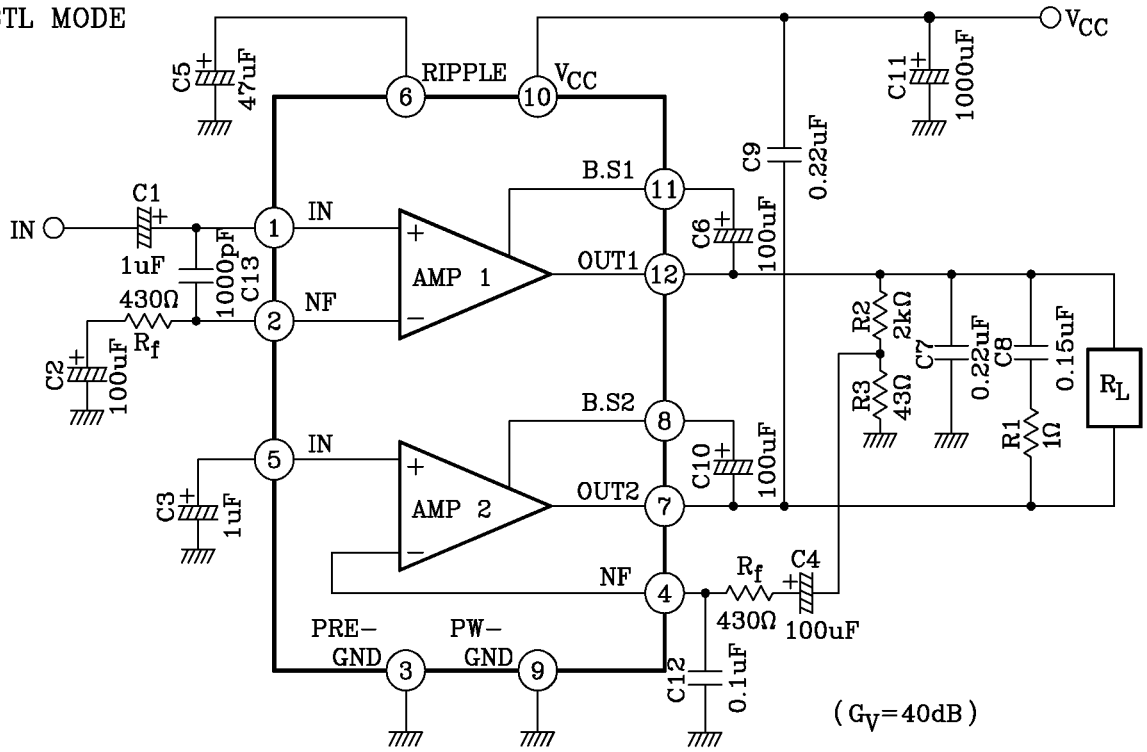 BTL MODE
VCC
C5
47uF
RIPPLE
6
VCC
10
C11
1000uF
C9
0.22uF
B.S1
11
C6
100uF
C1
IN
1uF
1
IN
1000pF
C13
AMP 1
OUT1
12
430Ω
Rf
2
NF
C2
100uF
R2
2kΩ
R3
43Ω
C7
0.22uF
C8
0.15uF
R1
1Ω
RL
B.S2
8
C10
100uF
5
IN
C3
1uF
AMP 2
OUT2
7
NF
4
Rf
430Ω
C4
100uF
C12
0.1uF
PRE-
GND
3
PW-
GND
9
(GV=40dB)